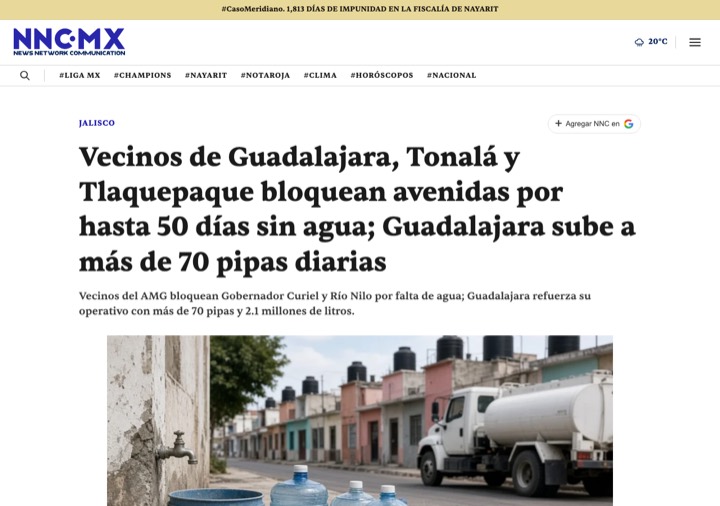 #CasoMeridiano. 1,813 DÍAS DE IMPUNIDAD EN LA FISCALÍA DE NAYARIT
NNC·MX
NEWS NETWORK COMMUNICATION
20°C
#LIGA MX #CHAMPIONS #NAYARIT #NOTAROJA #CLIMA #HORÓSCOPOS #NACIONAL
JALISCO
+ Agregar NNC en G
Vecinos de Guadalajara, Tonalá y
Tlaquepaque bloquean avenidas por
hasta 50 días sin agua; Guadalajara sube a
más de 70 pipas diarias
Vecinos del AMG bloquean Gobernador Curiel y Río Nilo por falta de agua; Guadalajara refuerza su
operativo con más de 70 pipas y 2.1 millones de litros.